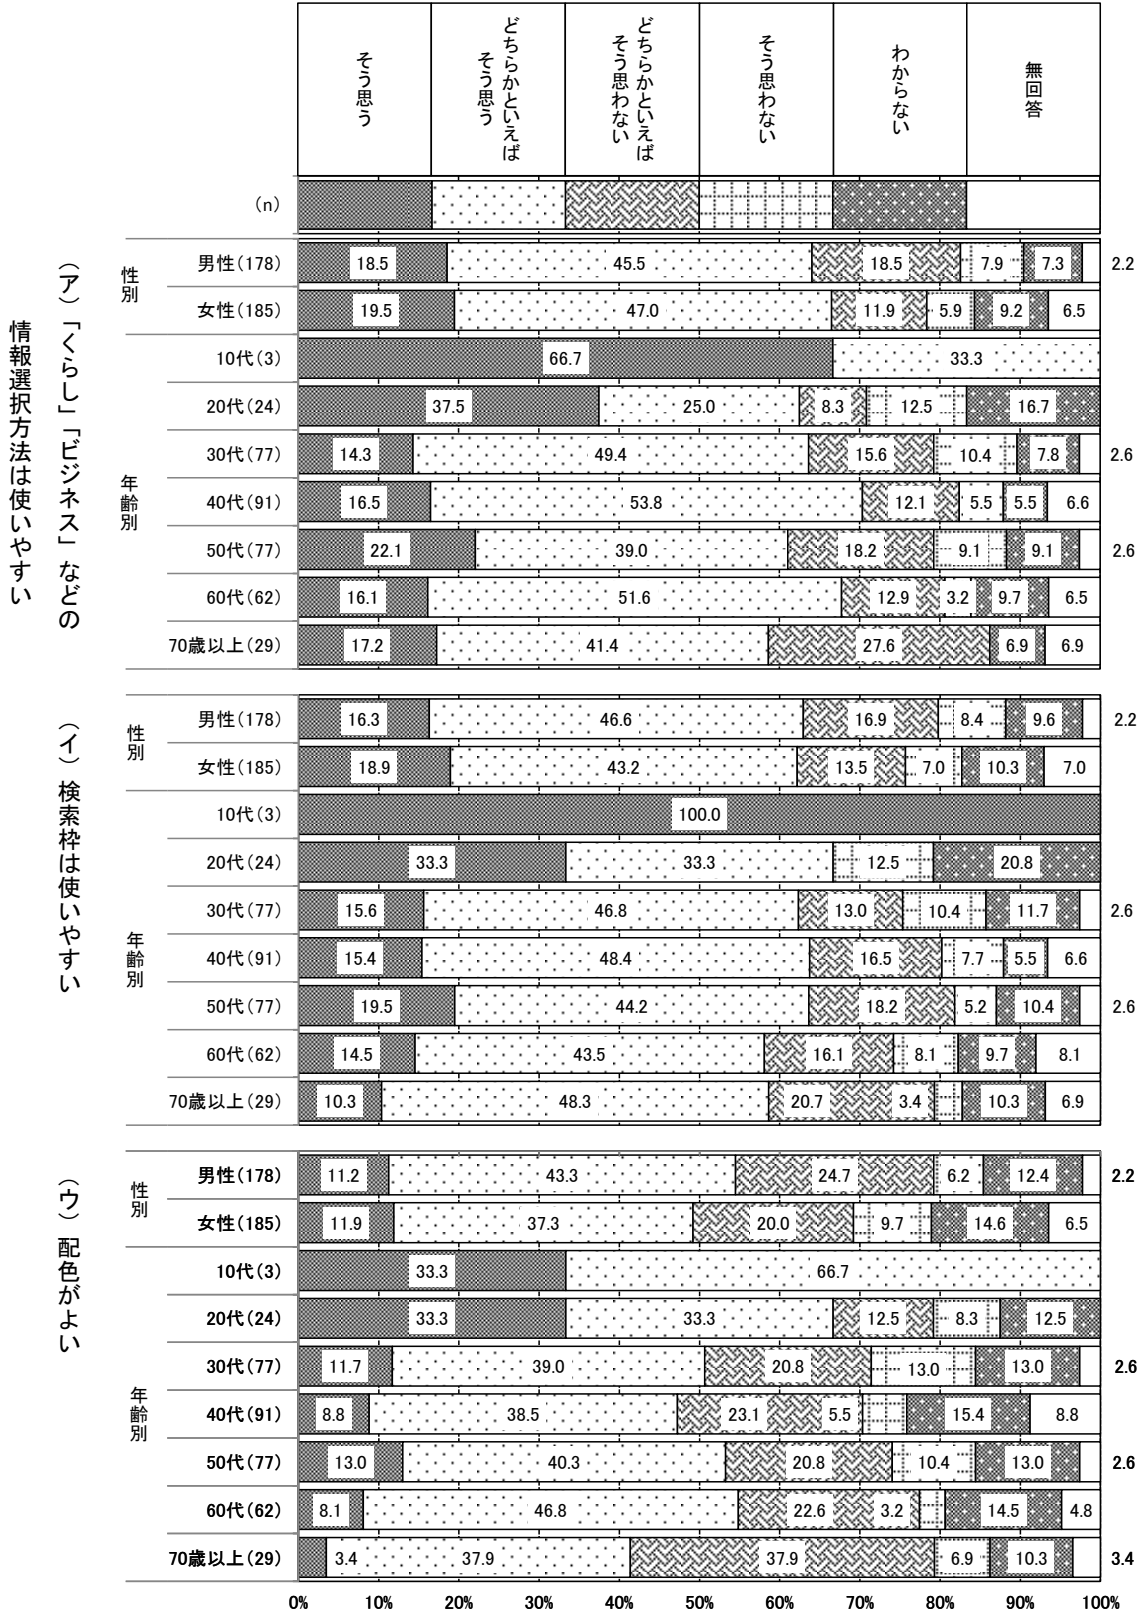 そう思う
どちらかといえば
そう思う
どちらかといえば
そう思わない
そう思わない
わからない
無回答
(n)
(ア)「くらし」「ビジネス」などの
情報選択方法は使いやすい
性別
男性(178) 18.5 45.5 18.5 7.9 7.3 2.2
女性(185) 19.5 47.0 11.9 5.9 9.2 6.5
年齢別
10代(3) 66.7 33.3
20代(24) 37.5 25.0 8.3 12.5 16.7
30代(77) 14.3 49.4 15.6 10.4 7.8 2.6
40代(91) 16.5 53.8 12.1 5.5 5.5 6.6
50代(77) 22.1 39.0 18.2 9.1 9.1 2.6
60代(62) 16.1 51.6 12.9 3.2 9.7 6.5
70歳以上(29) 17.2 41.4 27.6 6.9 6.9
(イ)検索枠は使いやすい
性別
男性(178) 16.3 46.6 16.9 8.4 9.6 2.2
女性(185) 18.9 43.2 13.5 7.0 10.3 7.0
年齢別
10代(3) 100.0
20代(24) 33.3 33.3 12.5 20.8
30代(77) 15.6 46.8 13.0 10.4 11.7 2.6
40代(91) 15.4 48.4 16.5 7.7 5.5 6.6
50代(77) 19.5 44.2 18.2 5.2 10.4 2.6
60代(62) 14.5 43.5 16.1 8.1 9.7 8.1
70歳以上(29) 10.3 48.3 20.7 3.4 10.3 6.9
(ウ)配色がよい
性別
男性(178) 11.2 43.3 24.7 6.2 12.4 2.2
女性(185) 11.9 37.3 20.0 9.7 14.6 6.5
年齢別
10代(3) 33.3 66.7
20代(24) 33.3 33.3 12.5 8.3 12.5
30代(77) 11.7 39.0 20.8 13.0 13.0 2.6
40代(91) 8.8 38.5 23.1 5.5 15.4 8.8
50代(77) 13.0 40.3 20.8 10.4 13.0 2.6
60代(62) 8.1 46.8 22.6 3.2 14.5 4.8
70歳以上(29) 3.4 37.9 37.9 6.9 10.3 3.4
0% 10% 20% 30% 40% 50% 60% 70% 80% 90% 100%